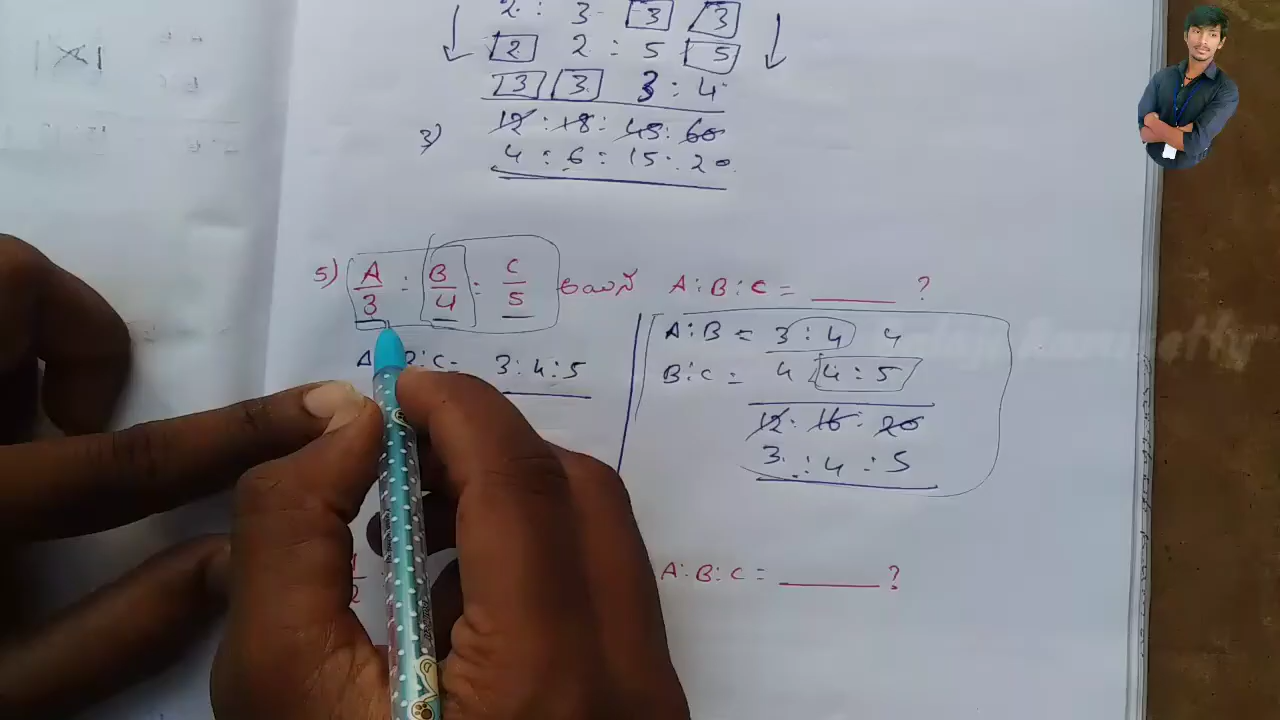 2 : 3 3 3
2 2 : 5 5
3 3 3 : 4
3) 12 : 18 : 45 : 60
4 : 6 : 15 : 20
5) A/3 = B/4 = C/5 అయిన A : B : C = ____ ?
A : B : C = 3 : 4 : 5
A : B = 3 : 4 4
B : C = 4 4 : 5
12 : 16 : 20
3 : 4 : 5
A : B : C = ____ ?